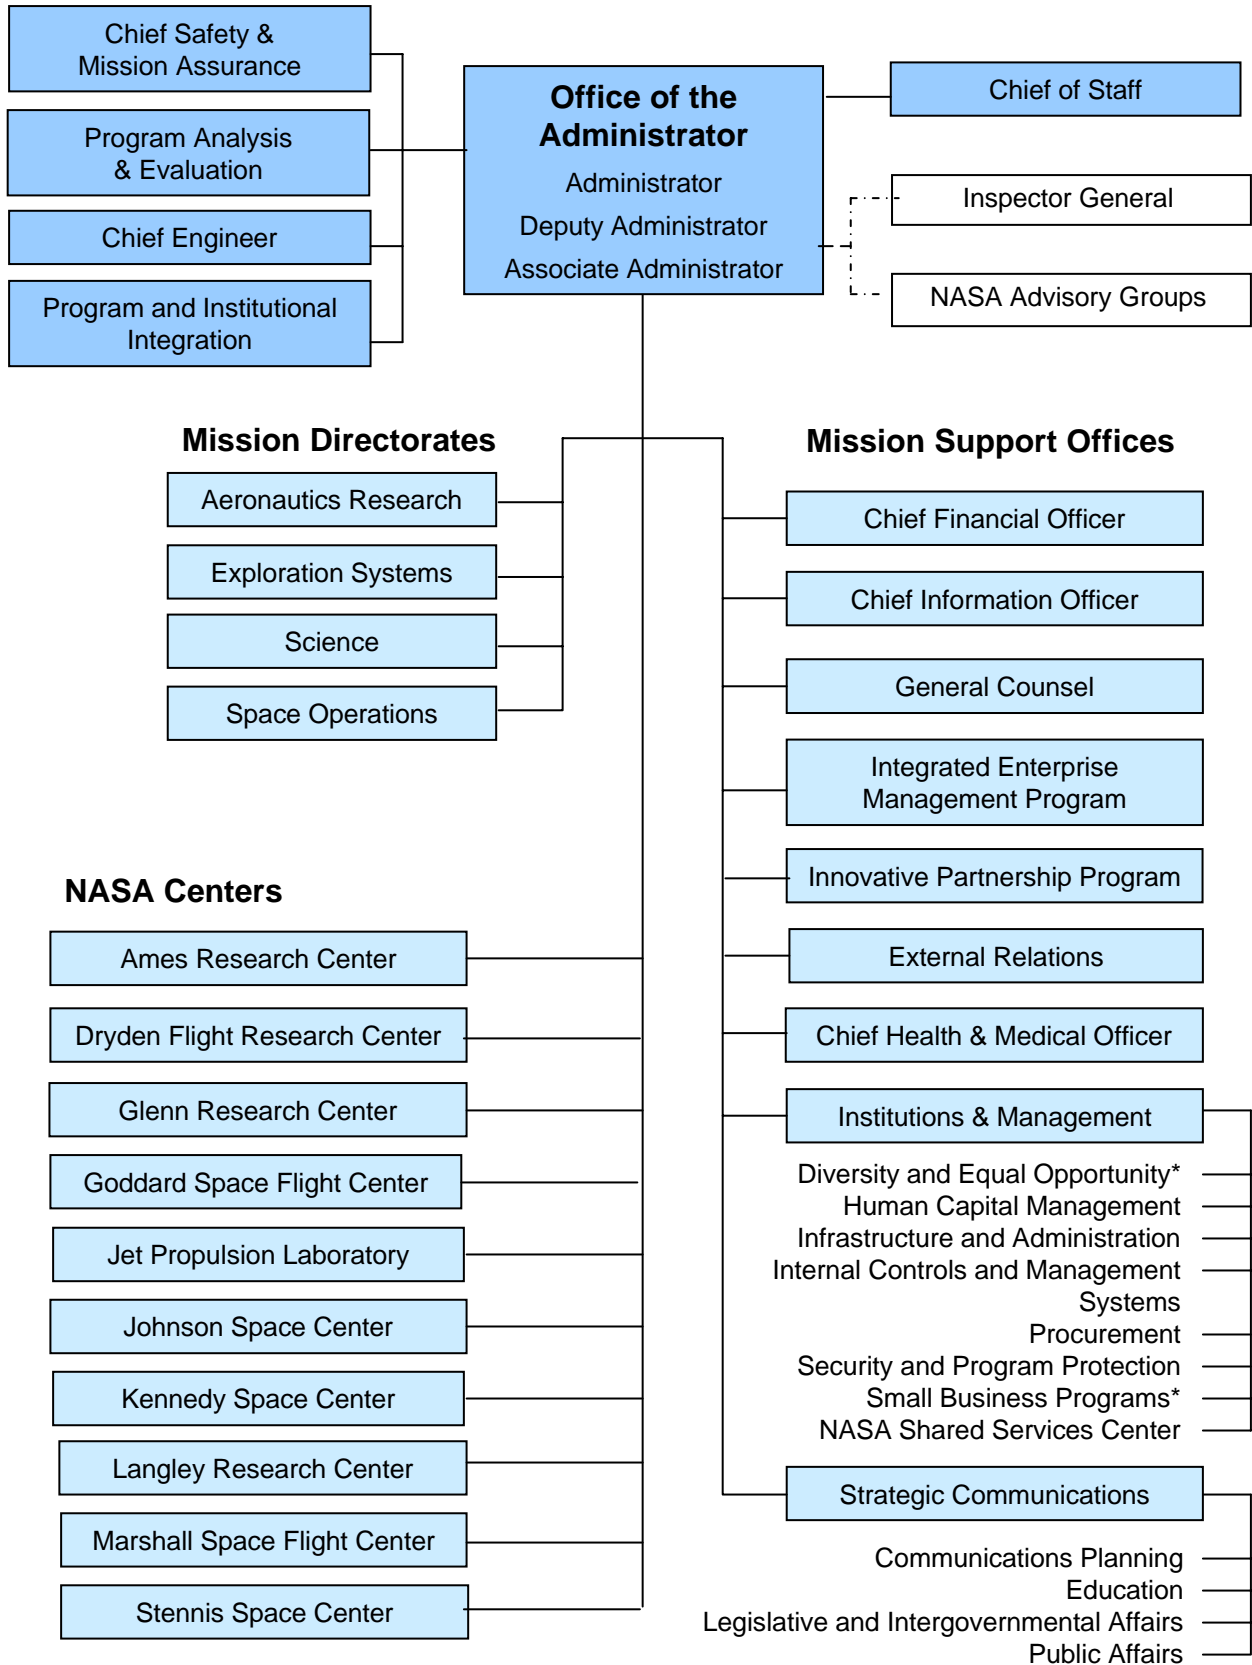 Chief Safety &
Mission Assurance
Program Analysis
& Evaluation
Chief Engineer
Program and Institutional
Integration
Office of the
Administrator
Administrator
Deputy Administrator
Associate Administrator
Chief of Staff
Inspector General
NASA Advisory Groups
Mission Directorates
Aeronautics Research
Exploration Systems
Science
Space Operations
NASA Centers
Ames Research Center
Dryden Flight Research Center
Glenn Research Center
Goddard Space Flight Center
Jet Propulsion Laboratory
Johnson Space Center
Kennedy Space Center
Langley Research Center
Marshall Space Flight Center
Stennis Space Center
Mission Support Offices
Chief Financial Officer
Chief Information Officer
General Counsel
Integrated Enterprise
Management Program
Innovative Partnership Program
External Relations
Chief Health & Medical Officer
Institutions & Management
Diversity and Equal Opportunity*
Human Capital Management
Infrastructure and Administration
Internal Controls and Management
Systems
Procurement
Security and Program Protection
Small Business Programs*
NASA Shared Services Center
Strategic Communications
Communications Planning
Education
Legislative and Intergovernmental Affairs
Public Affairs